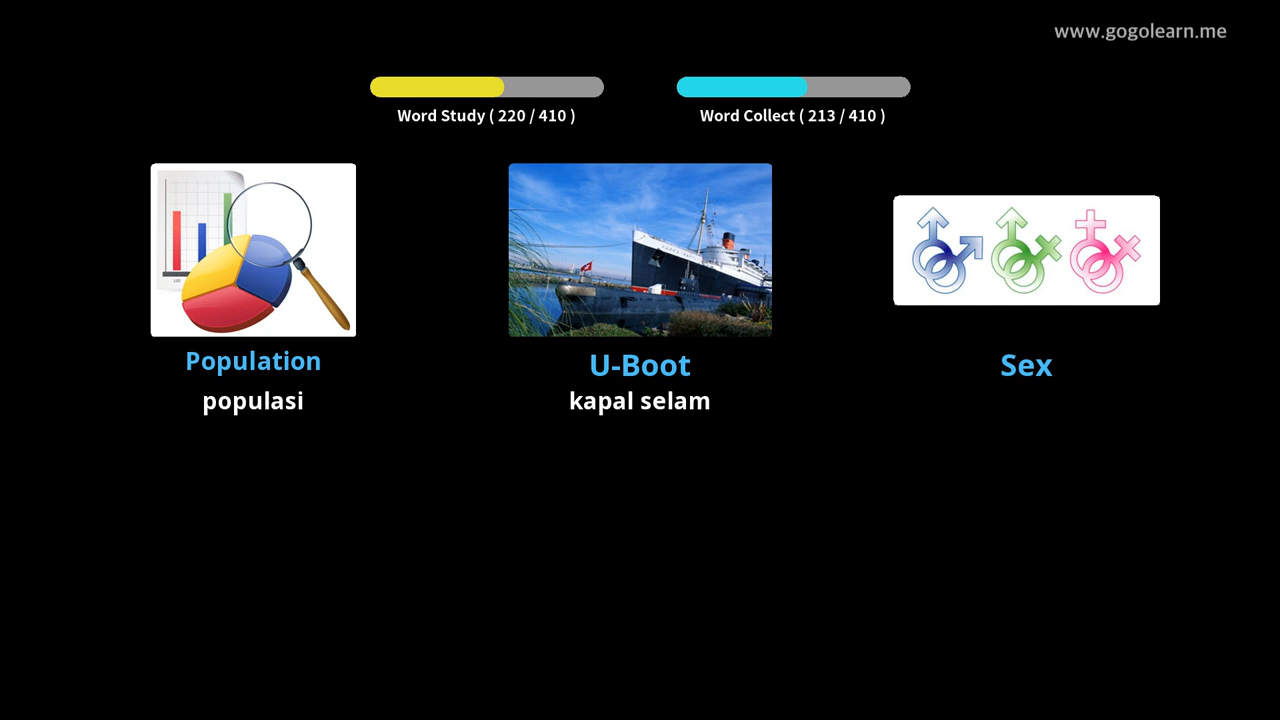 www.gogolearn.me
Word Study ( 220 / 410 )
Word Collect ( 213 / 410 )
Population
populasi
U-Boot
kapal selam
Sex